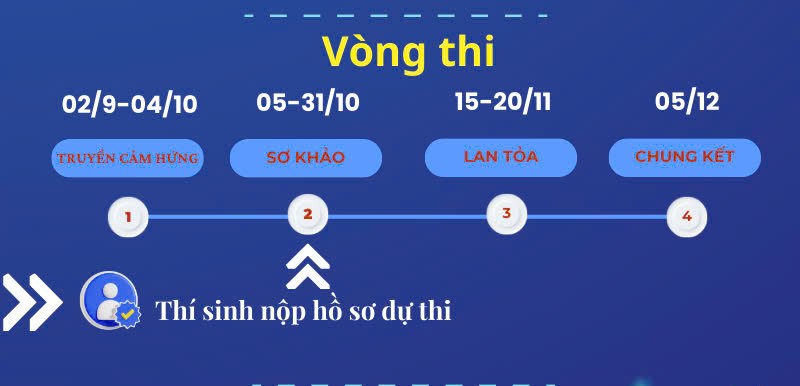 Vòng thi
02/9-04/10
05-31/10
15-20/11
05/12
TRUYỀN CẢM HỨNG
SƠ KHẢO
LAN TỎA
CHUNG KẾT
1
2
3
4
Thí sinh nộp hồ sơ dự thi